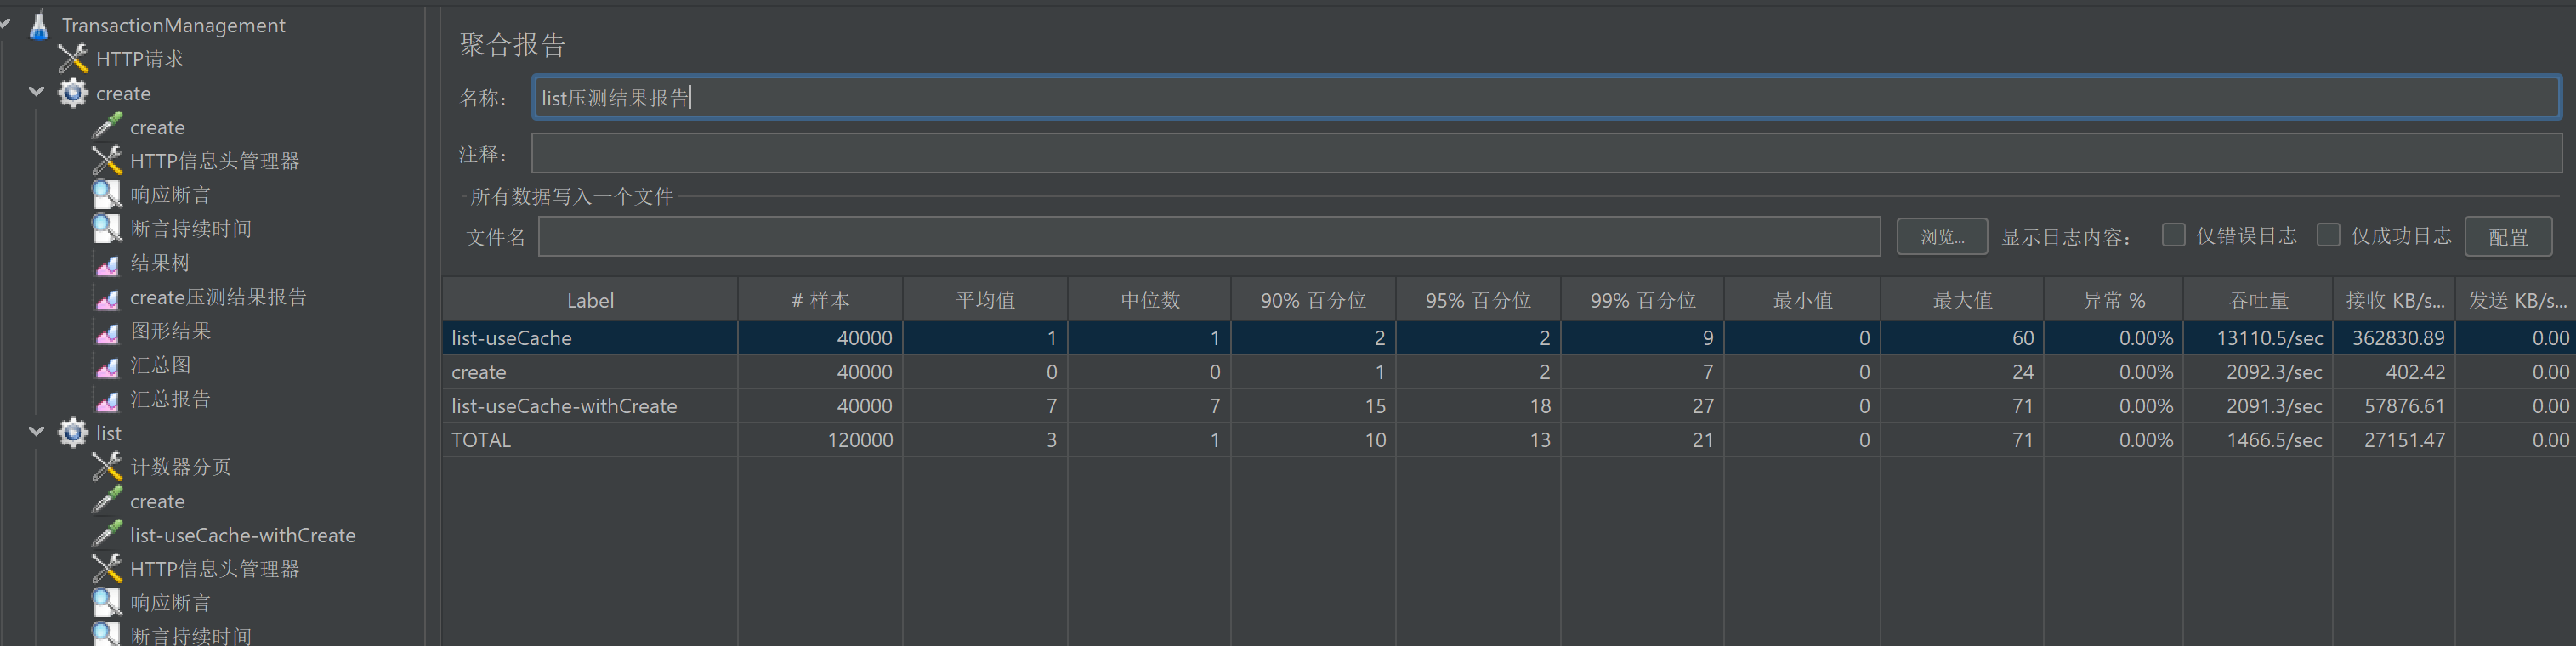 TransactionManagement
HTTP请求
create
create
HTTP信息头管理器
响应断言
断言持续时间
结果树
create压测结果报告
图形结果
汇总图
汇总报告
list
计数器分页
create
list-useCache-withCreate
HTTP信息头管理器
响应断言
断言持续时间
聚合报告
名称： list压测结果报告
注释：
所有数据写入一个文件
文件名 浏览... 显示日志内容： 仅错误日志 仅成功日志 配置
Label # 样本 平均值 中位数 90% 百分位 95% 百分位 99% 百分位 最小值 最大值 异常 % 吞吐量 接收 KB/s... 发送 KB/s...
list-useCache 40000 1 1 2 2 9 0 60 0.00% 13110.5/sec 362830.89 0.00
create 40000 0 0 1 2 7 0 24 0.00% 2092.3/sec 402.42 0.00
list-useCache-withCreate 40000 7 7 15 18 27 0 71 0.00% 2091.3/sec 57876.61 0.00
TOTAL 120000 3 1 10 13 21 0 71 0.00% 1466.5/sec 27151.47 0.00